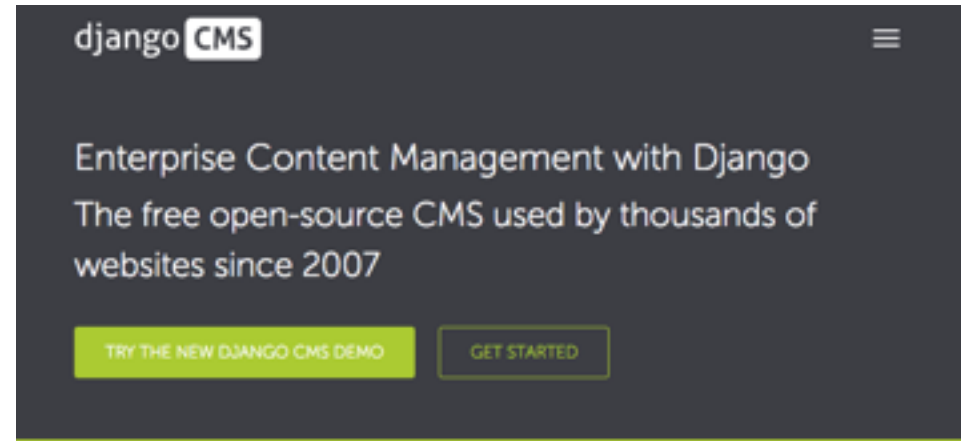 django CMS
Enterprise Content Management with Django
The free open-source CMS used by thousands of
websites since 2007
TRY THE NEW DJANGO CMS DEMO
GET STARTED